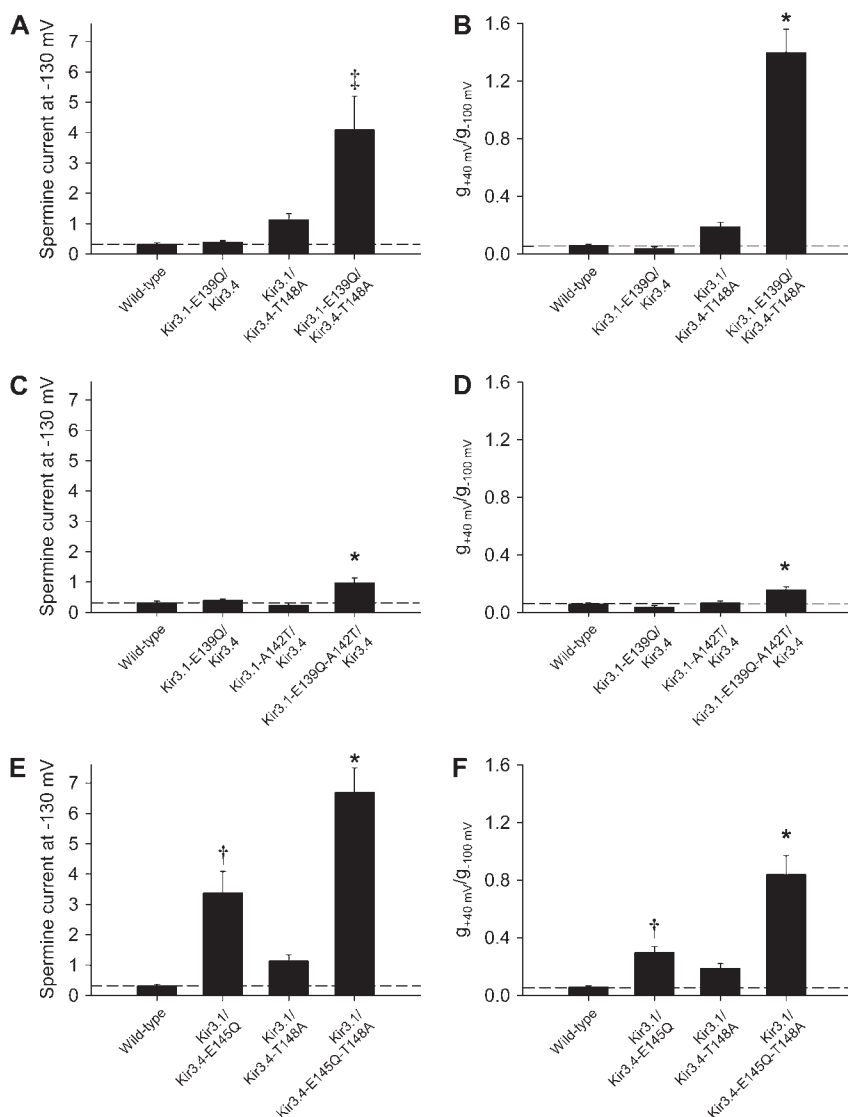 A
Spermine current at -130 mV
7
6
5
4
3
2
1
0
‡
Wild-type
Kir3.1-E139Q/
Kir3.4
Kir3.1/
Kir3.4-T148A
Kir3.1-E139Q/
Kir3.4-T148A
B
g+40 mV/g-100 mV
1.6
1.2
0.8
0.4
0.0
*
Wild-type
Kir3.1-E139Q/
Kir3.4
Kir3.1/
Kir3.4-T148A
Kir3.1-E139Q/
Kir3.4-T148A
C
Spermine current at -130 mV
7
6
5
4
3
2
1
0
*
Wild-type
Kir3.1-E139Q/
Kir3.4
Kir3.1-A142T/
Kir3.4
Kir3.1-E139Q-A142T/
Kir3.4
D
g+40 mV/g-100 mV
1.6
1.2
0.8
0.4
0.0
*
Wild-type
Kir3.1-E139Q/
Kir3.4
Kir3.1-A142T/
Kir3.4
Kir3.1-E139Q-A142T/
Kir3.4
E
Spermine current at -130 mV
7
6
5
4
3
2
1
0
†
*
Wild-type
Kir3.1/
Kir3.4-E145Q
Kir3.1/
Kir3.4-T148A
Kir3.1/
Kir3.4-E145Q-T148A
F
g+40 mV/g-100 mV
1.6
1.2
0.8
0.4
0.0
†
*
Wild-type
Kir3.1/
Kir3.4-E145Q
Kir3.1/
Kir3.4-T148A
Kir3.1/
Kir3.4-E145Q-T148A